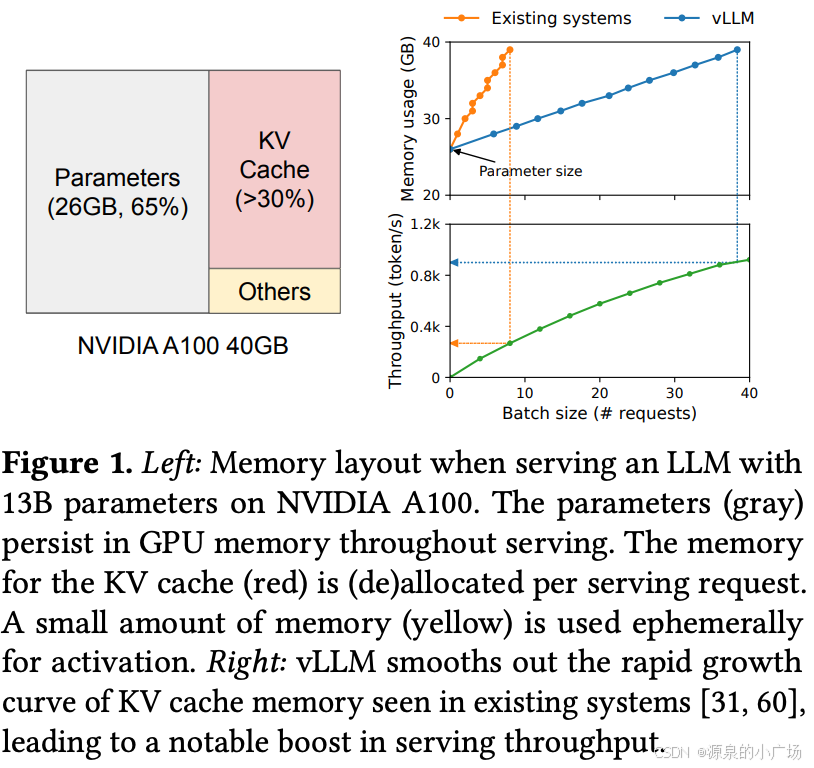 Existing systems
vLLM
Parameters
(26GB, 65%)
KV
Cache
(>30%)
Others
NVIDIA A100 40GB
Memory usage (GB)
40
30
20
Parameter size
Throughput (token/s)
1.2k
0.8k
0.4k
0
0
10
20
30
40
Batch size (# requests)
Figure 1. Left: Memory layout when serving an LLM with
13B parameters on NVIDIA A100. The parameters (gray)
persist in GPU memory throughout serving. The memory
for the KV cache (red) is (de)allocated per serving request.
A small amount of memory (yellow) is used ephemerally
for activation. Right: vLLM smooths out the rapid growth
curve of KV cache memory seen in existing systems [31, 60],
leading to a notable boost in serving throughput.
CSDN @源泉的小广场